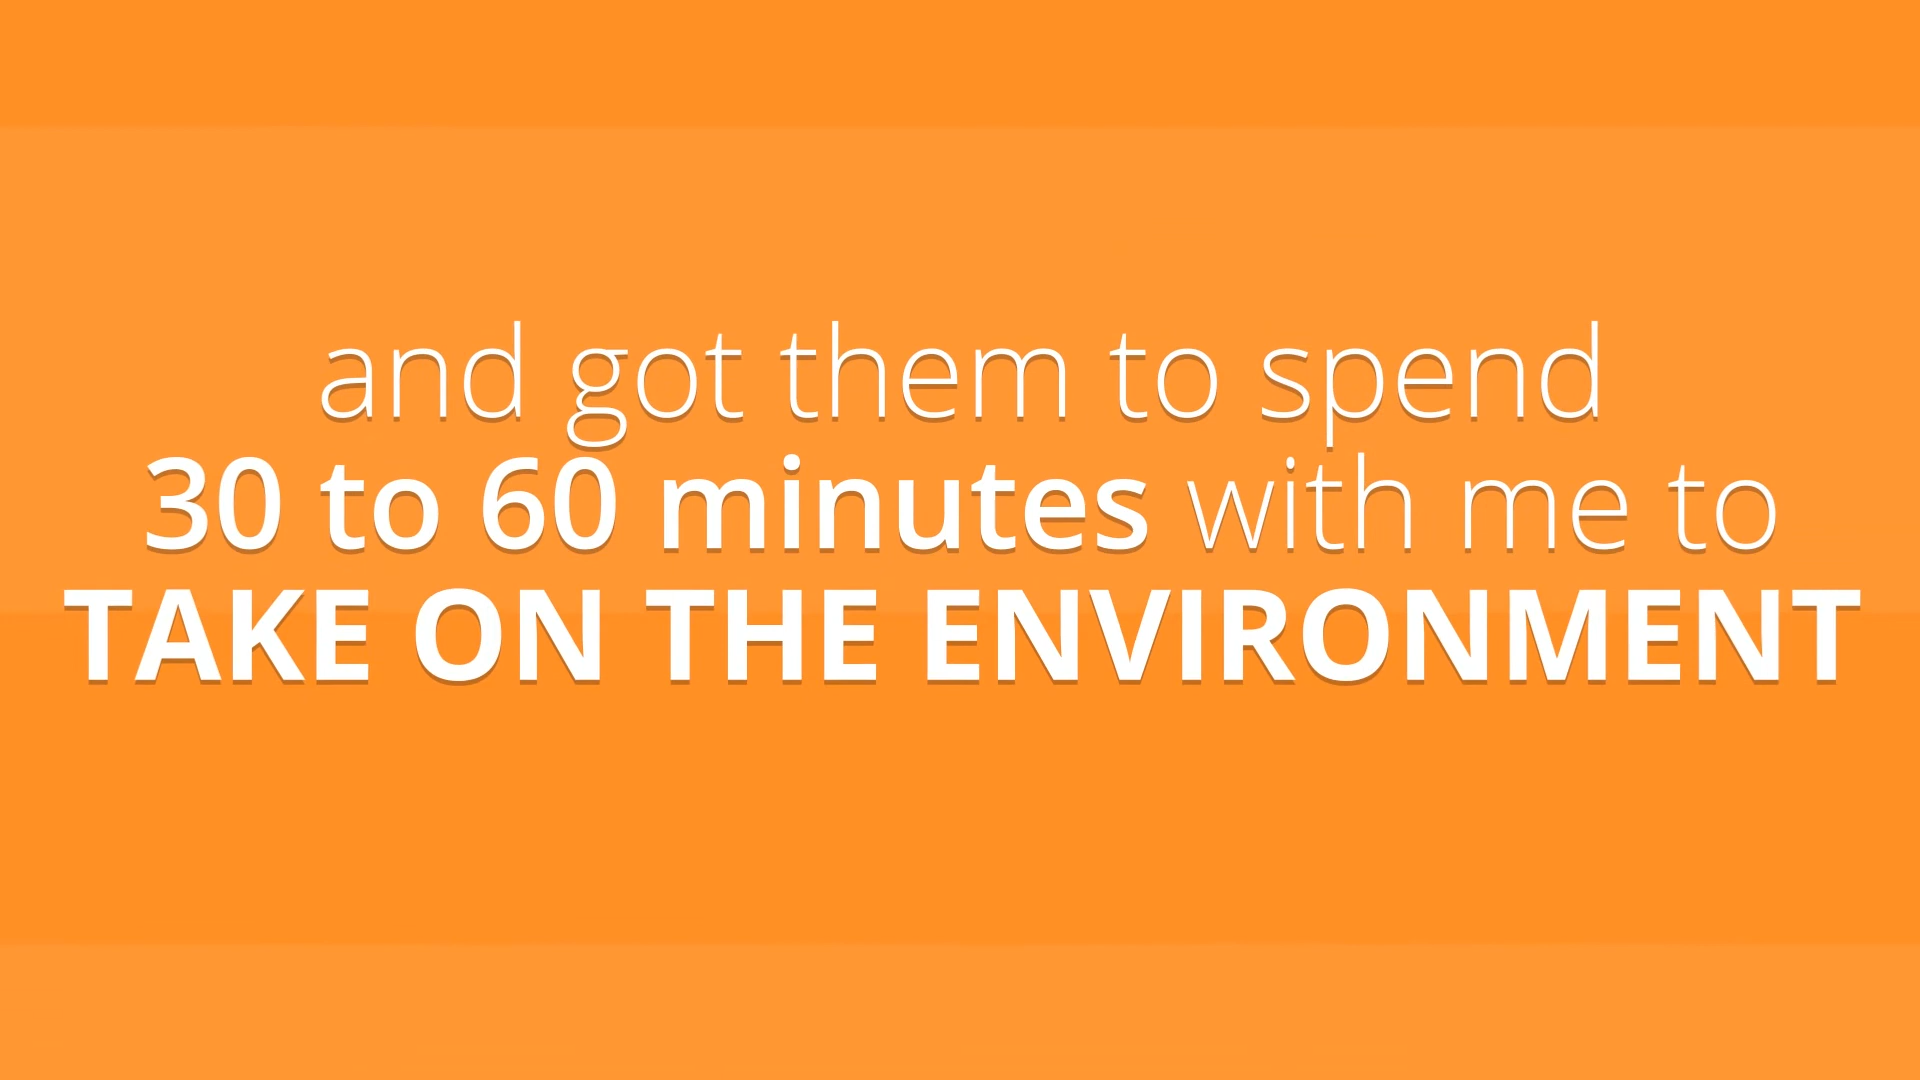 and got them to spend
30 to 60 minutes with me to
TAKE ON THE ENVIRONMENT